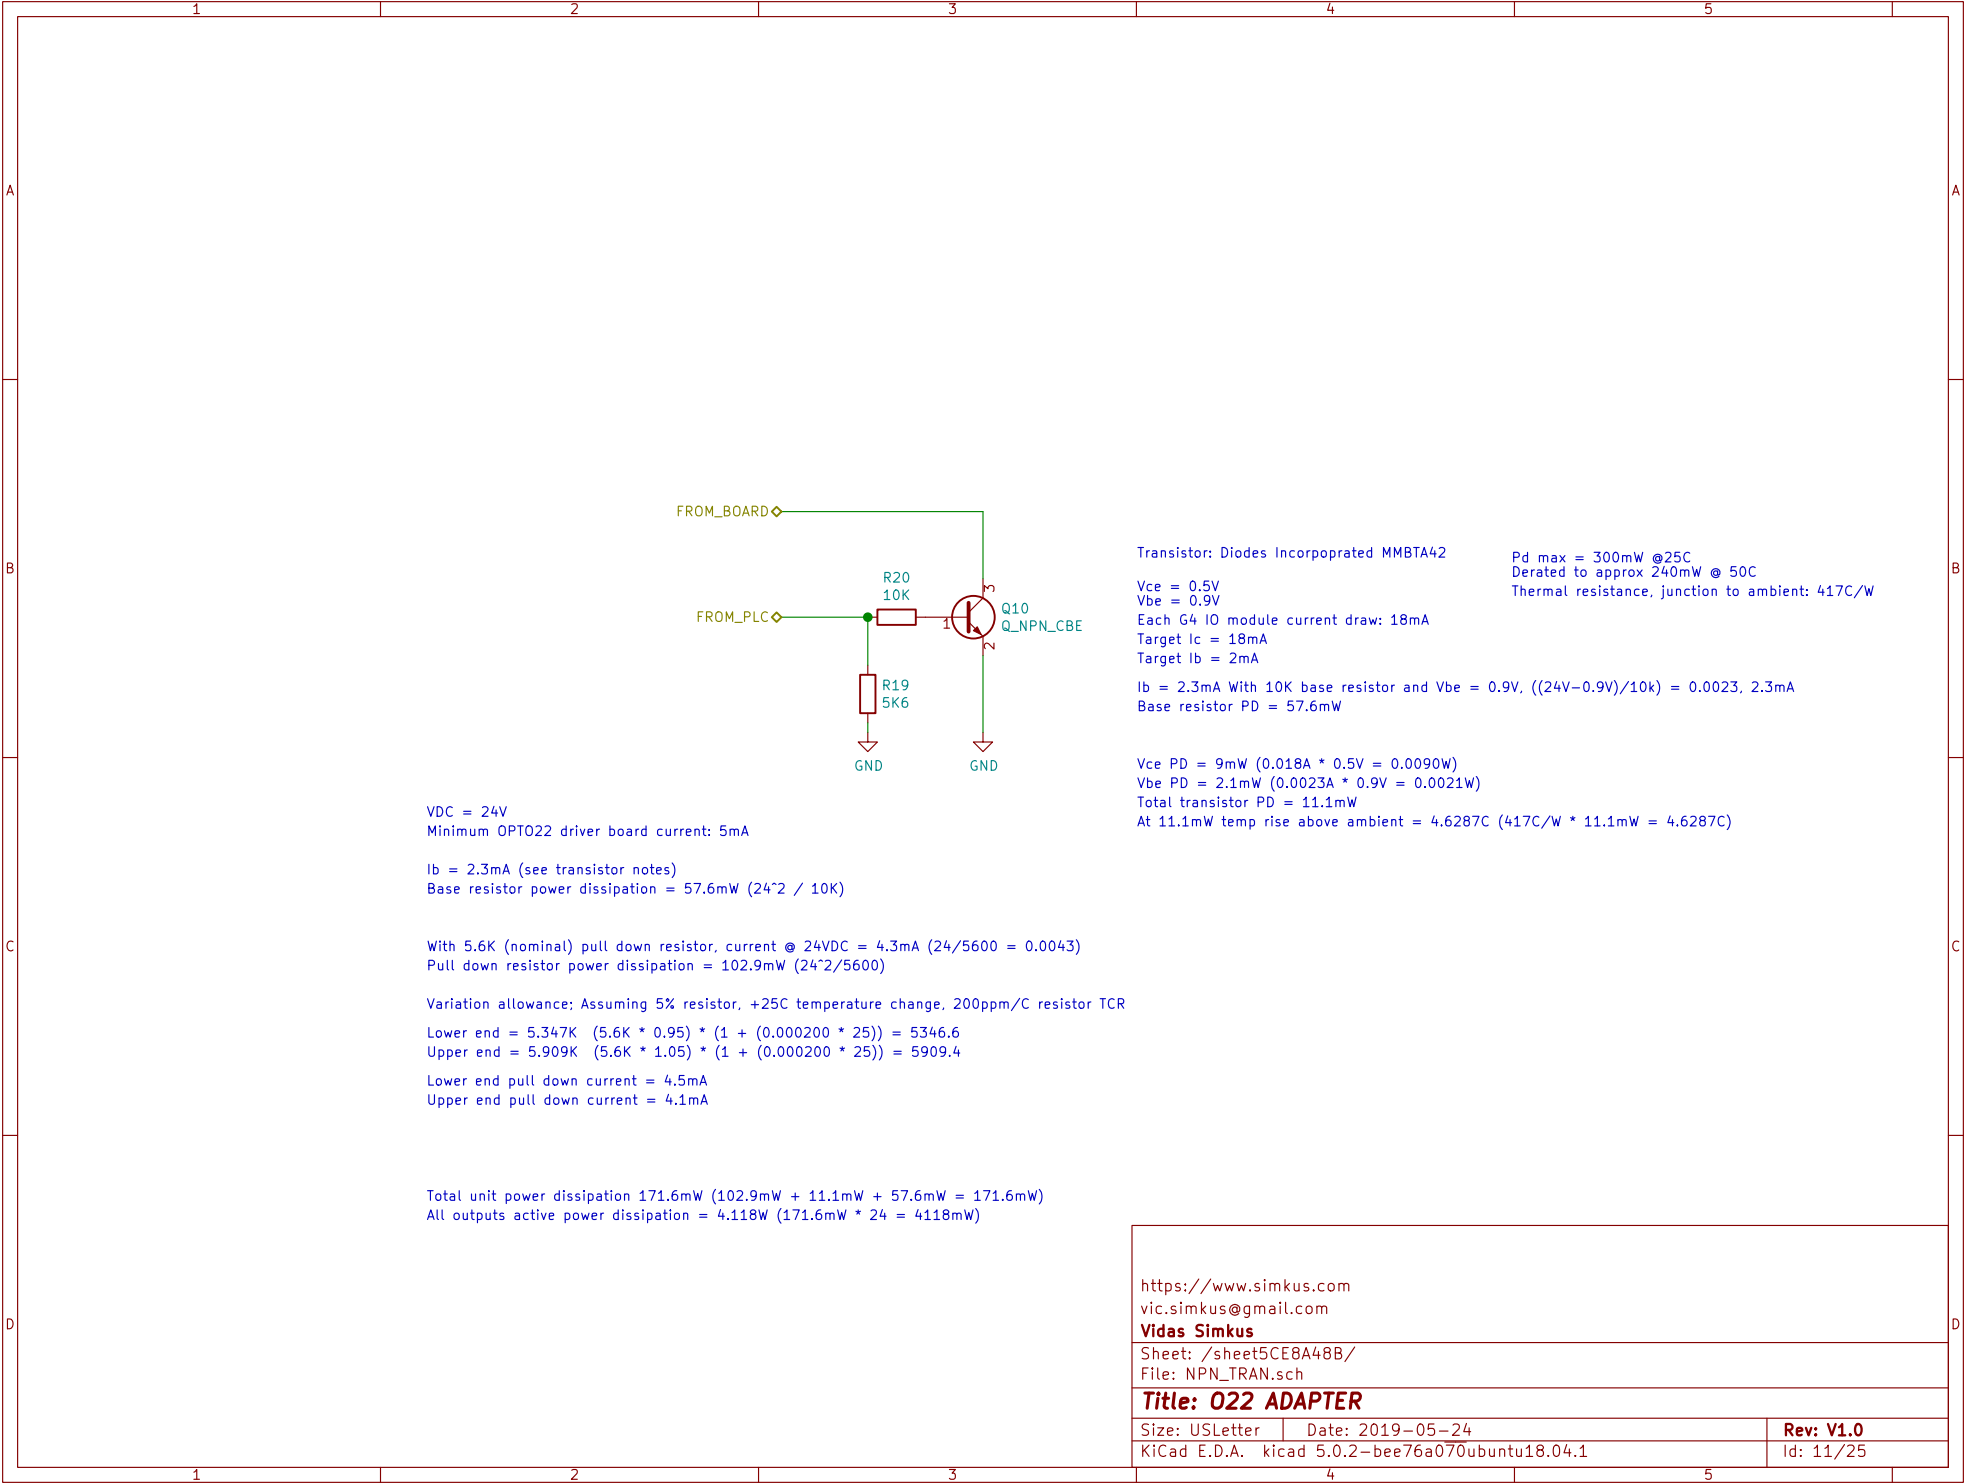 1 2 3 4 5
A A
B B
C C
D D
FROM_BOARD
FROM_PLC
R20
10K
1
3
2
Q10
Q_NPN_CBE
R19
5K6
GND
GND
Transistor: Diodes Incorpoprated MMBTA42
Vce = 0.5V
Vbe = 0.9V
Each G4 IO module current draw: 18mA
Target Ic = 18mA
Target Ib = 2mA
Ib = 2.3mA With 10K base resistor and Vbe = 0.9V, ((24V-0.9V)/10k) = 0.0023, 2.3mA
Base resistor PD = 57.6mW
Pd max = 300mW @25C
Derated to approx 240mW @ 50C
Thermal resistance, junction to ambient: 417C/W
Vce PD = 9mW (0.018A * 0.5V = 0.0090W)
Vbe PD = 2.1mW (0.0023A * 0.9V = 0.0021W)
Total transistor PD = 11.1mW
At 11.1mW temp rise above ambient = 4.6287C (417C/W * 11.1mW = 4.6287C)
VDC = 24V
Minimum OPTO22 driver board current: 5mA
Ib = 2.3mA (see transistor notes)
Base resistor power dissipation = 57.6mW (24^2 / 10K)
With 5.6K (nominal) pull down resistor, current @ 24VDC = 4.3mA (24/5600 = 0.0043)
Pull down resistor power dissipation = 102.9mW (24^2/5600)
Variation allowance; Assuming 5% resistor, +25C temperature change, 200ppm/C resistor TCR
Lower end = 5.347K (5.6K * 0.95) * (1 + (0.000200 * 25)) = 5346.6
Upper end = 5.909K (5.6K * 1.05) * (1 + (0.000200 * 25)) = 5909.4
Lower end pull down current = 4.5mA
Upper end pull down current = 4.1mA
Total unit power dissipation 171.6mW (102.9mW + 11.1mW + 57.6mW = 171.6mW)
All outputs active power dissipation = 4.118W (171.6mW * 24 = 4118mW)
https://www.simkus.com
vic.simkus@gmail.com
Vidas Simkus
Sheet: /sheet5CE8A48B/
File: NPN_TRAN.sch
Title: O22 ADAPTER
Size: USLetter Date: 2019-05-24 Rev: V1.0
KiCad E.D.A. kicad 5.0.2-bee76a070ubuntu18.04.1 Id: 11/25
1 2 3 4 5